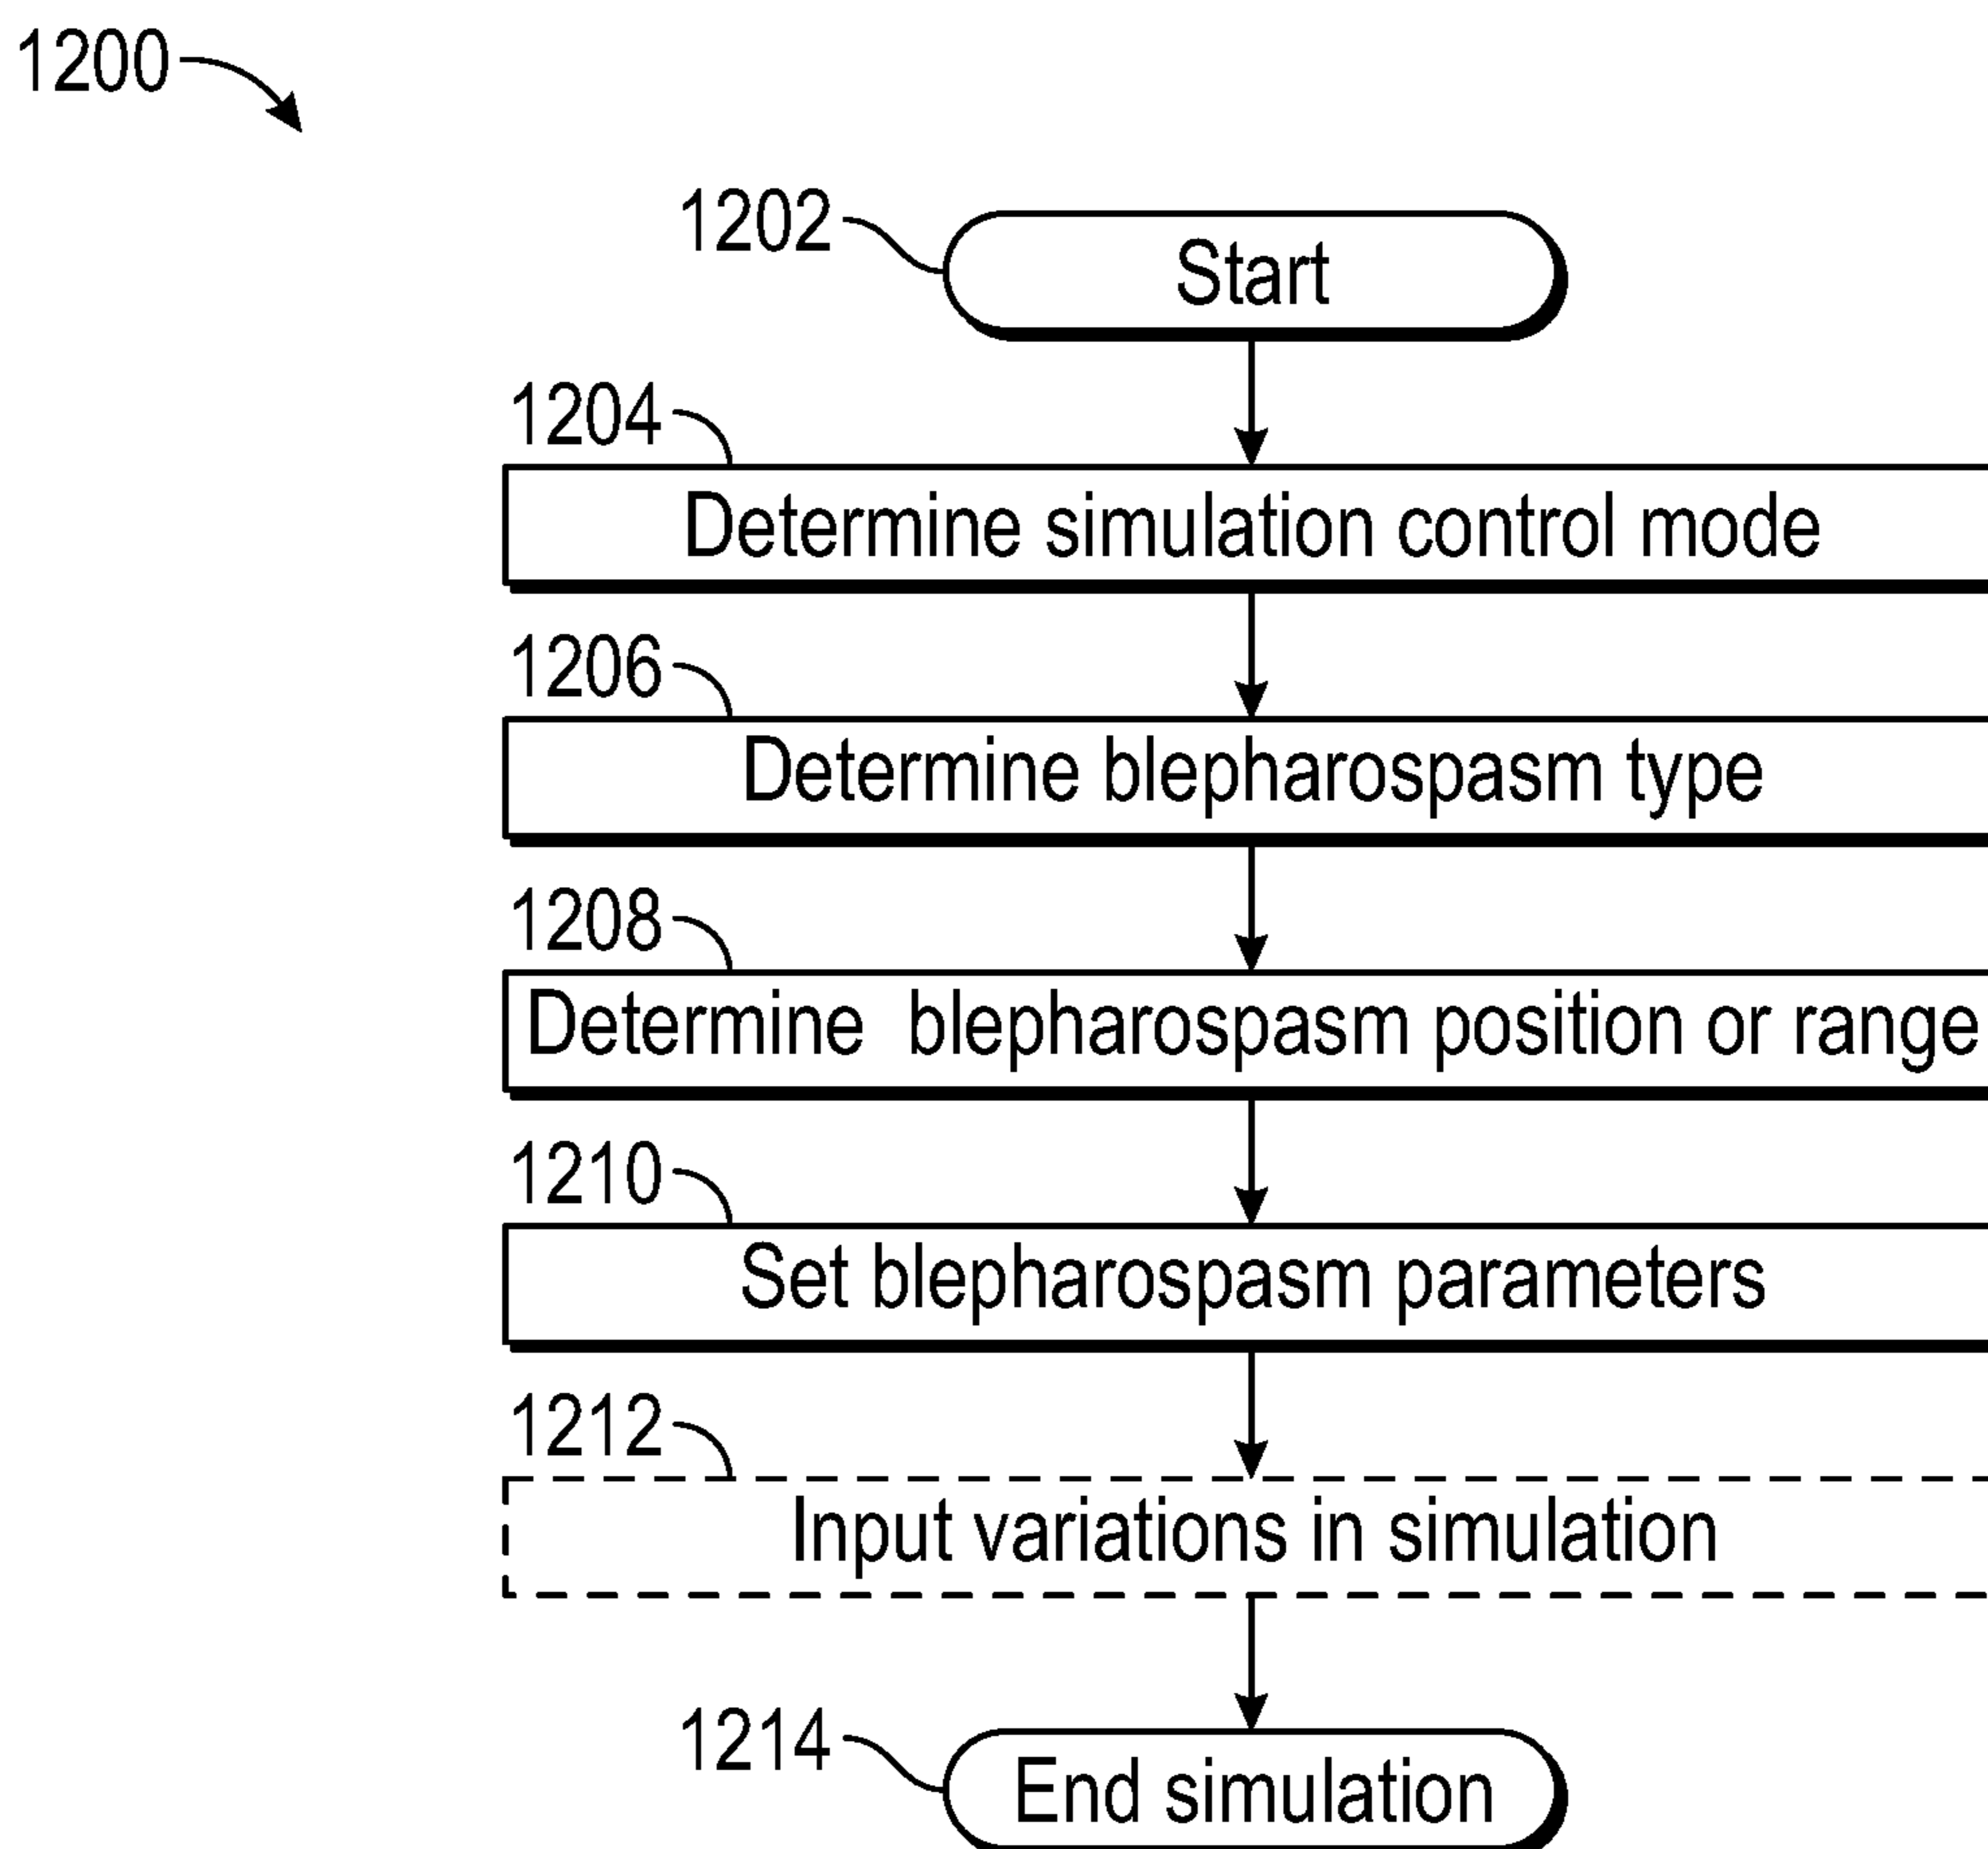 1200
1202
Start
1204
Determine simulation control mode
1206
Determine blepharospasm type
1208
Determine blepharospasm position or range
1210
Set blepharospasm parameters
1212
Input variations in simulation
1214
End simulation